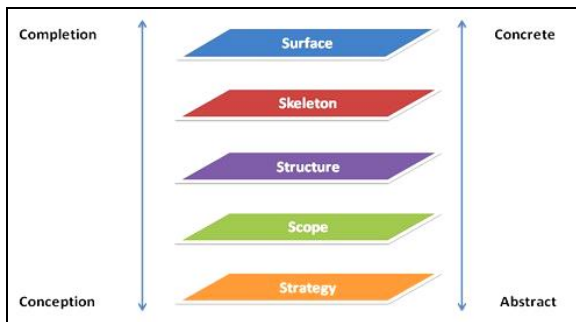 Completion
Surface
Concrete
Skeleton
Structure
Scope
Conception
Strategy
Abstract